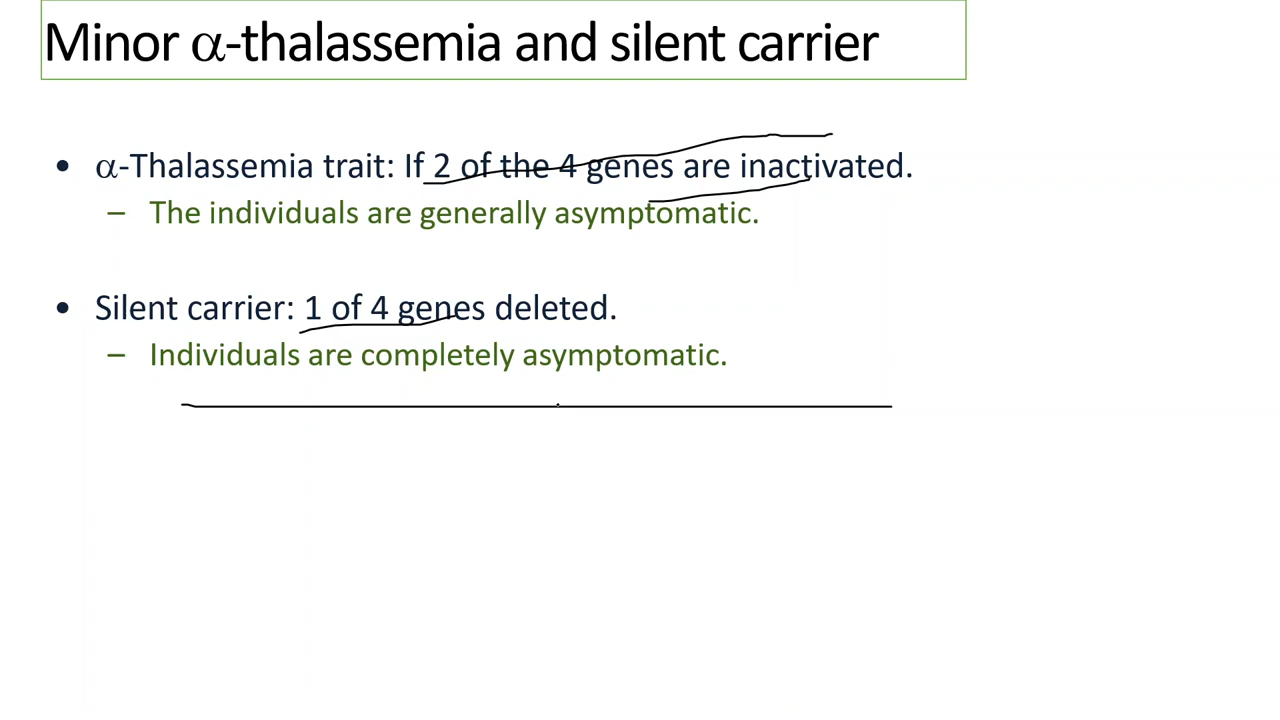 Minor α-thalassemia and silent carrier
• α-Thalassemia trait: If 2 of the 4 genes are inactivated.
– The individuals are generally asymptomatic.
• Silent carrier: 1 of 4 genes deleted.
– Individuals are completely asymptomatic.